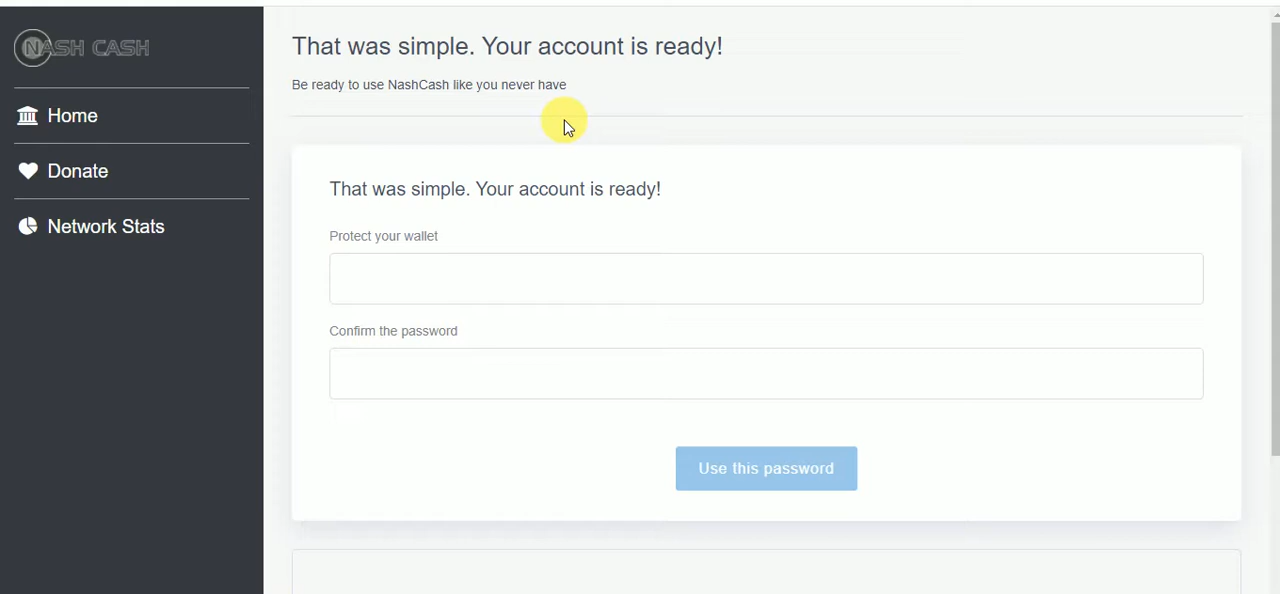 NASH CASH
Home
Donate
Network Stats
That was simple. Your account is ready!
Be ready to use NashCash like you never have
That was simple. Your account is ready!
Protect your wallet
Confirm the password
Use this password